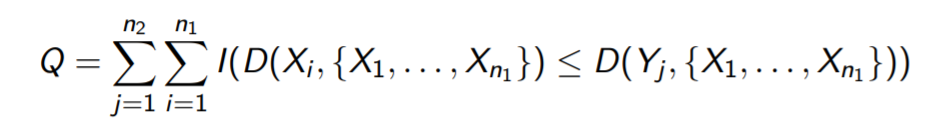 $Q = \sum_{j=1}^{n_2} \sum_{i=1}^{n_1} I(D(X_i, \{X_1, \ldots, X_{n_1}\}) \leq D(Y_j, \{X_1, \ldots, X_{n_1}\}))$